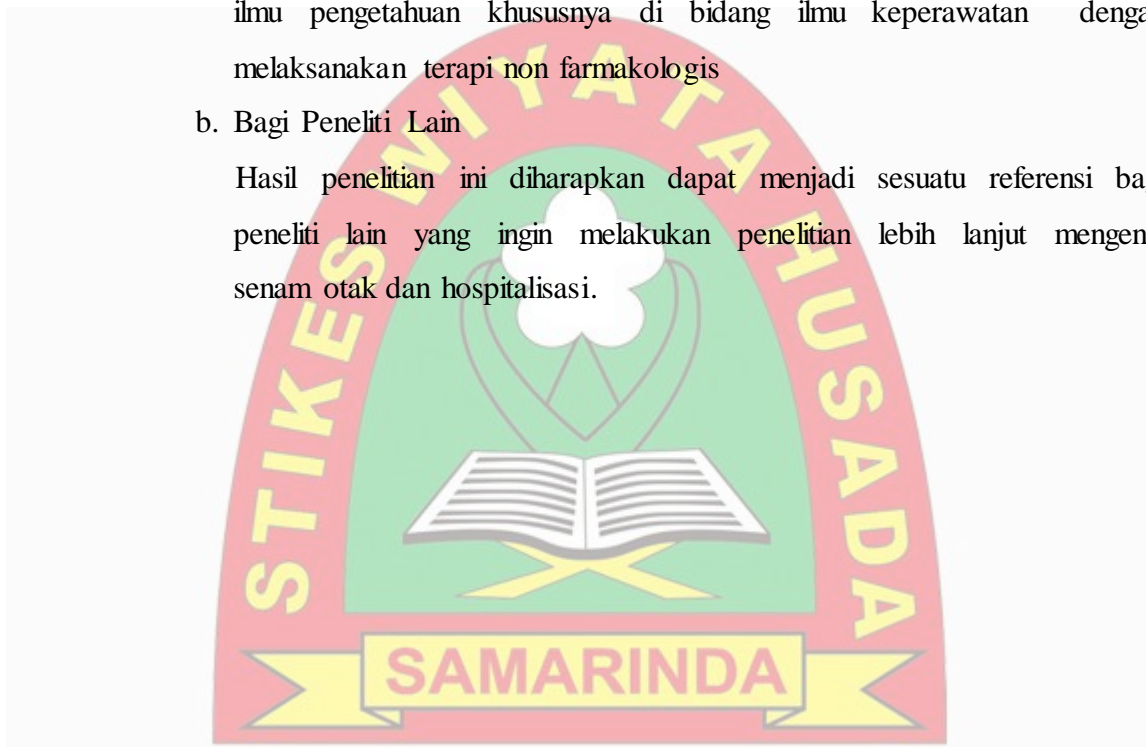 ilmu pengetahuan khususnya di bidang ilmu keperawatan
melaksanakan terapi non farmakologis
b. Bagi Peneliti Lain
Hasil penelitian ini diharapkan dapat menjadi sesuatu referensi
peneliti lain yang ingin melakukan penelitian lebih lanjut
senam otak dan hospitalisasi.
STIKES WIYATA HUSADA
SAMARINDA